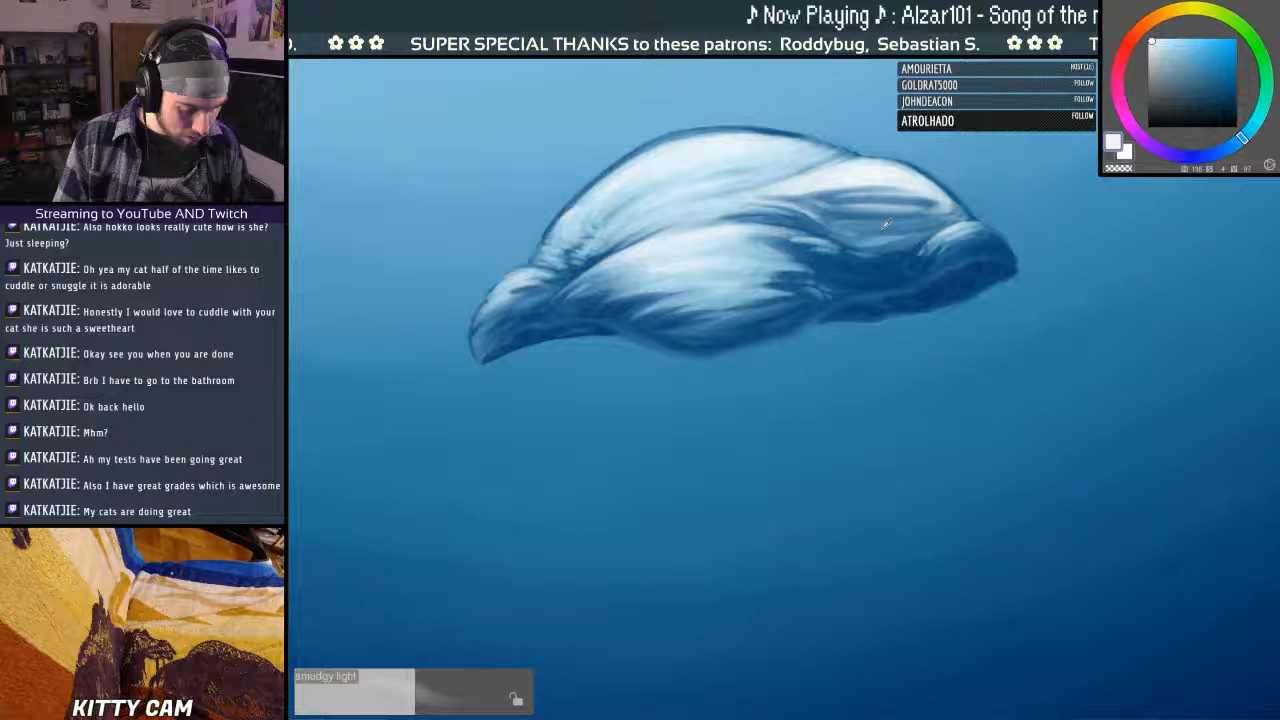 ♪ Now Playing ♪ : Alzar101 - Song of the
SUPER SPECIAL THANKS to these patrons: Roddybug, Sebastian S.
AMOURIETTA HOST(16)
GOLDRAT5000 FOLLOW
JOHNDEACON FOLLOW
ATROLHADO FOLLOW
196 4 97
Streaming to YouTube AND Twitch
KATKATJIE: Also hokko looks really cute how is she?
Just sleeping?
KATKATJIE: Oh yea my cat half of the time likes to
cuddle or snuggle it is adorable
KATKATJIE: Honestly I would love to cuddle with your
cat she is such a sweetheart
KATKATJIE: Okay see you when you are done
KATKATJIE: Brb I have to go to the bathroom
KATKATJIE: Ok back hello
KATKATJIE: Mhm?
KATKATJIE: Ah my tests have been going great
KATKATJIE: Also I have great grades which is awesome
KATKATJIE: My cats are doing great
smudgy light
KITTY CAM